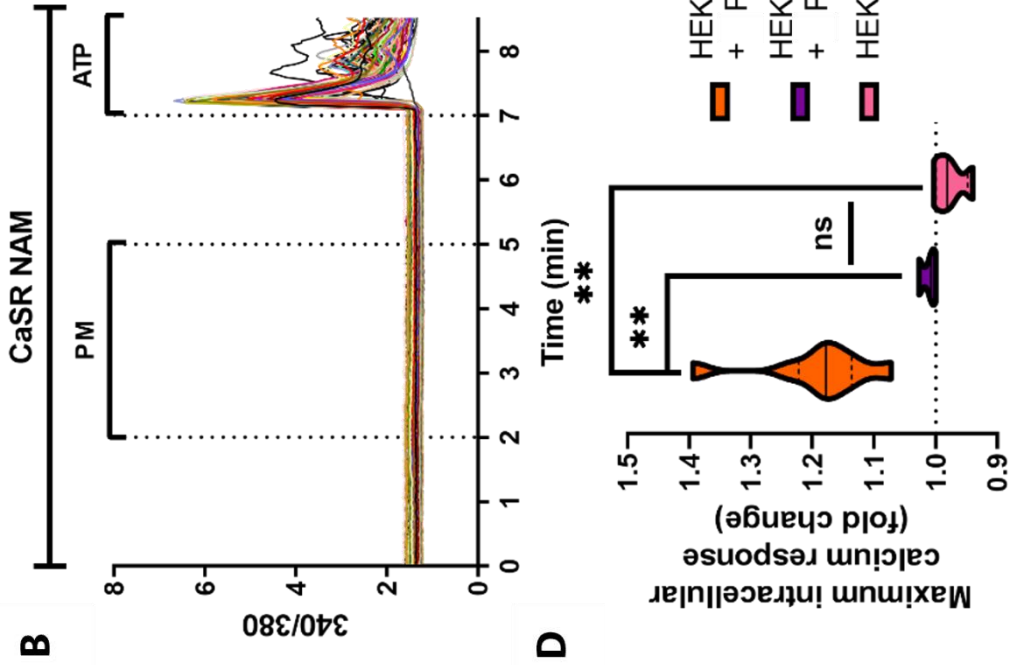 B
CaSR NAM
PM
ATP
340/380
8
6
4
2
0
0 1 2 3 4 5 6 7 8
Time (min)
D
Maximum intracellular
calcium response
(fold change)
1.5
1.4
1.3
1.2
1.1
1.0
0.9
**
**
ns
HEK
+
HEK
+
HEK